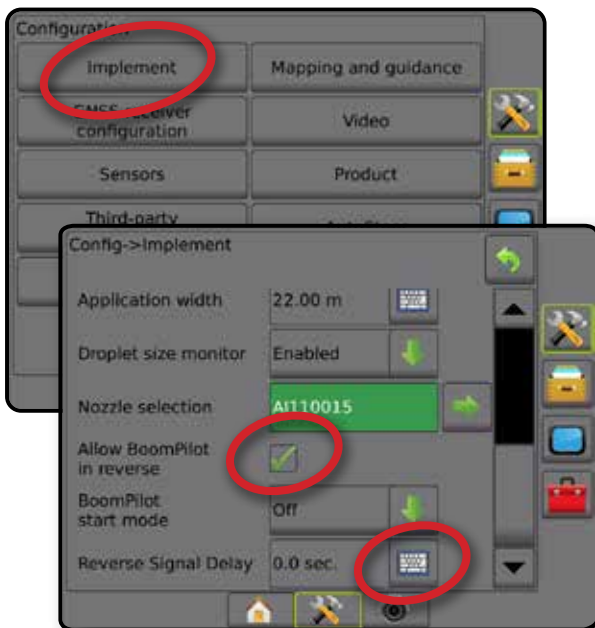 Configuration
Implement
Mapping and guidance
GNSS receiver
configuration
Video
Sensors
Product
Third-party
Config->Implement
Application width
22.00 m
Droplet size monitor
Enabled
Nozzle selection
AI110015
Allow BoomPilot
in reverse
BoomPilot
start mode
Off
Reverse Signal Delay
0.0 sec.